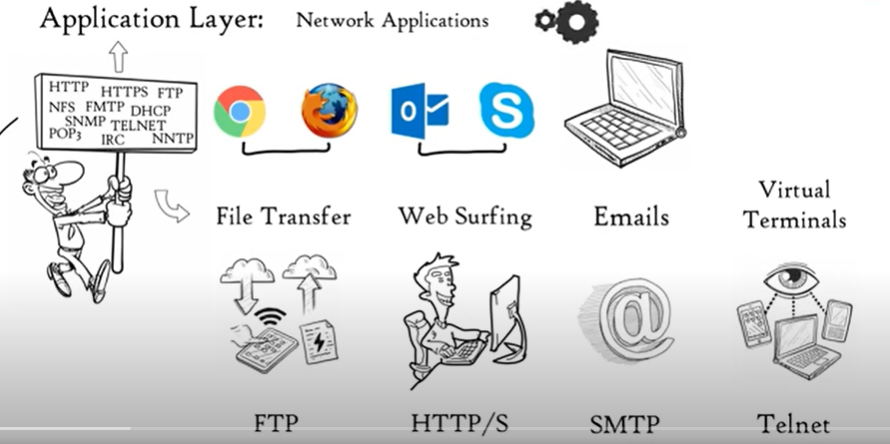 Application Layer: Network Applications
HTTP HTTPS FTP
NFS FMTP DHCP
SNMP TELNET
POP3 IRC NNTP
File Transfer Web Surfing Emails Virtual
Terminals
FTP HTTP/S SMTP Telnet